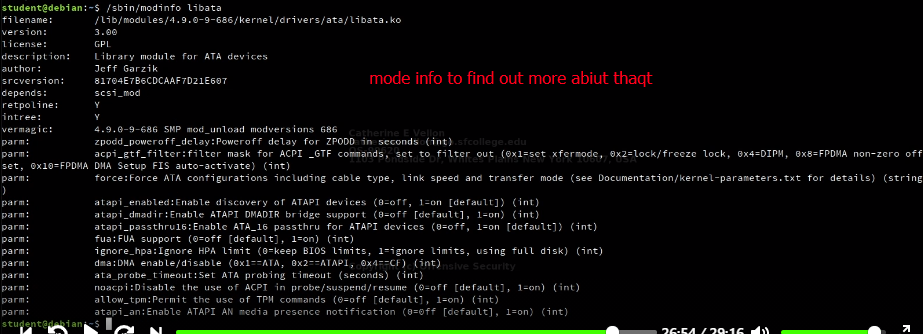 student@debian:~$ /sbin/modinfo libata
filename: /lib/modules/4.9.0-9-686/kernel/drivers/ata/libata.ko
version: 3.00
license: GPL
description: Library module for ATA devices
author: Jeff Garzik
srcversion: 81704E7B6CDCAAF7D21E607
mode info to find out more abiut thaqt
depends: scsi_mod
retpoline: Y
intree: Y
vermagic: 4.9.0-9-686 SMP mod_unload modversions 686
parm: zpodd_poweroff_delay:Poweroff delay for ZPODD in seconds (int)
parm: acpi_gtf_filter:filter mask for ACPI _GTF commands, set to filter out (0x1=set xfermode, 0x2=lock/freeze lock, 0x4=DIPM, 0x8=FPDMA non-zero off
set, 0x10=FPDMA DMA Setup FIS auto-activate) (int)
parm: force:Force ATA configurations including cable type, link speed and transfer mode (see Documentation/kernel-parameters.txt for details) (string
)
parm: atapi_enabled:Enable discovery of ATAPI devices (0=off, 1=on [default]) (int)
parm: atapi_dmadir:Enable ATAPI DMADIR bridge support (0=off [default], 1=on) (int)
parm: atapi_passthru16:Enable ATA_16 passthru for ATAPI devices (0=off, 1=on [default]) (int)
parm: fua:FUA support (0=off [default], 1=on) (int)
parm: ignore_hpa:Ignore HPA limit (0=keep BIOS limits, 1=ignore limits, using full disk) (int)
parm: dma:DMA enable/disable (0x1==ATA, 0x2==ATAPI, 0x4==CF) (int)
parm: ata_probe_timeout:Set ATA probing timeout (seconds) (int)
parm: noacpi:Disable the use of ACPI in probe/suspend/resume (0=off [default], 1=on) (int)
parm: allow_tpm:Permit the use of TPM commands (0=off [default], 1=on) (int)
parm: atapi_an:Enable ATAPI AN media presence notification (0=0ff [default], 1=on) (int)
student@debian:~$
26:54 / 29:16